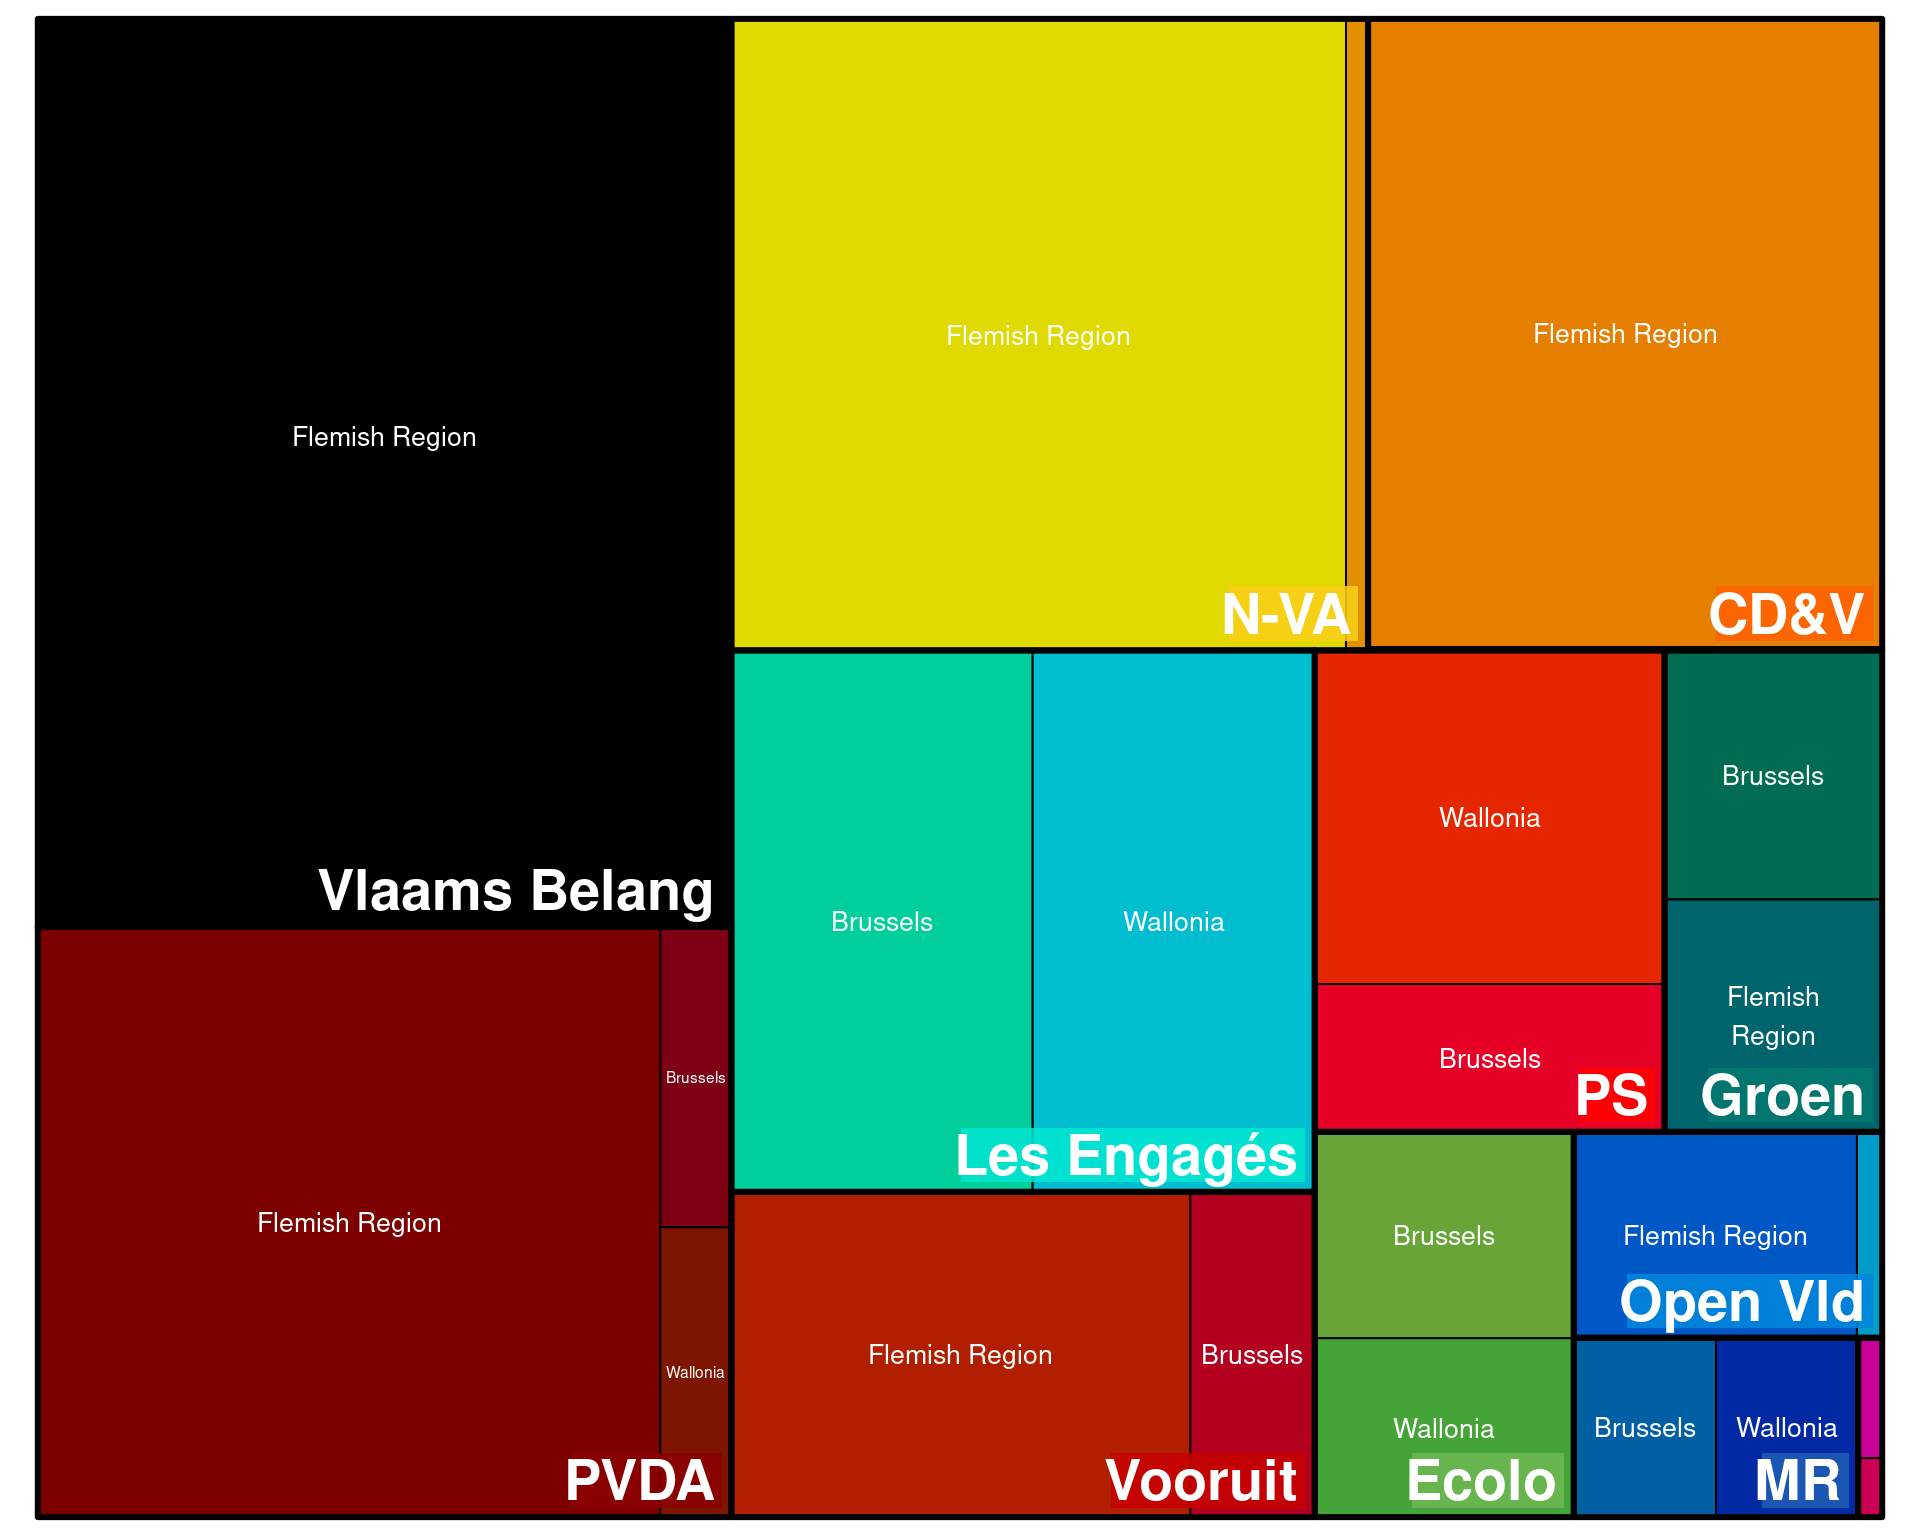 Flemish Region
Vlaams Belang
Flemish Region
Brussels
Wallonia
PVDA
Flemish Region
N-VA
Flemish Region
CD&V
Brussels
Wallonia
Les Engagés
Flemish Region
Brussels
Vooruit
Wallonia
Brussels
PS
Brussels
Flemish
Region
Groen
Brussels
Wallonia
Ecolo
Flemish Region
Open Vld
Brussels
Wallonia
MR